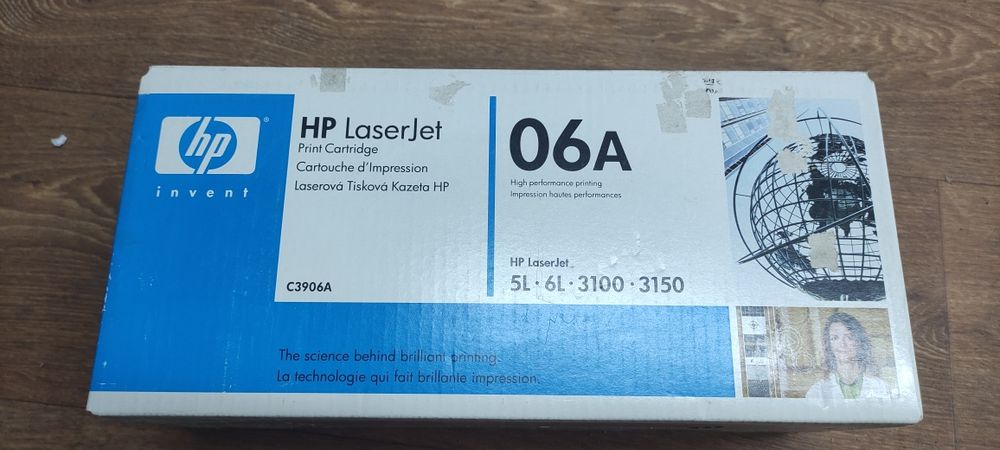 hp
®
invent
HP LaserJet
Print Cartridge
Cartouche d'Impression
Laserová Tisková Kazeta HP
C3906A
06A
High performance printing
Impression hautes performances
HP LaserJet
5L · 6L · 3100 · 3150
The science behind brilliant printing.
La technologie qui fait brillante impression.